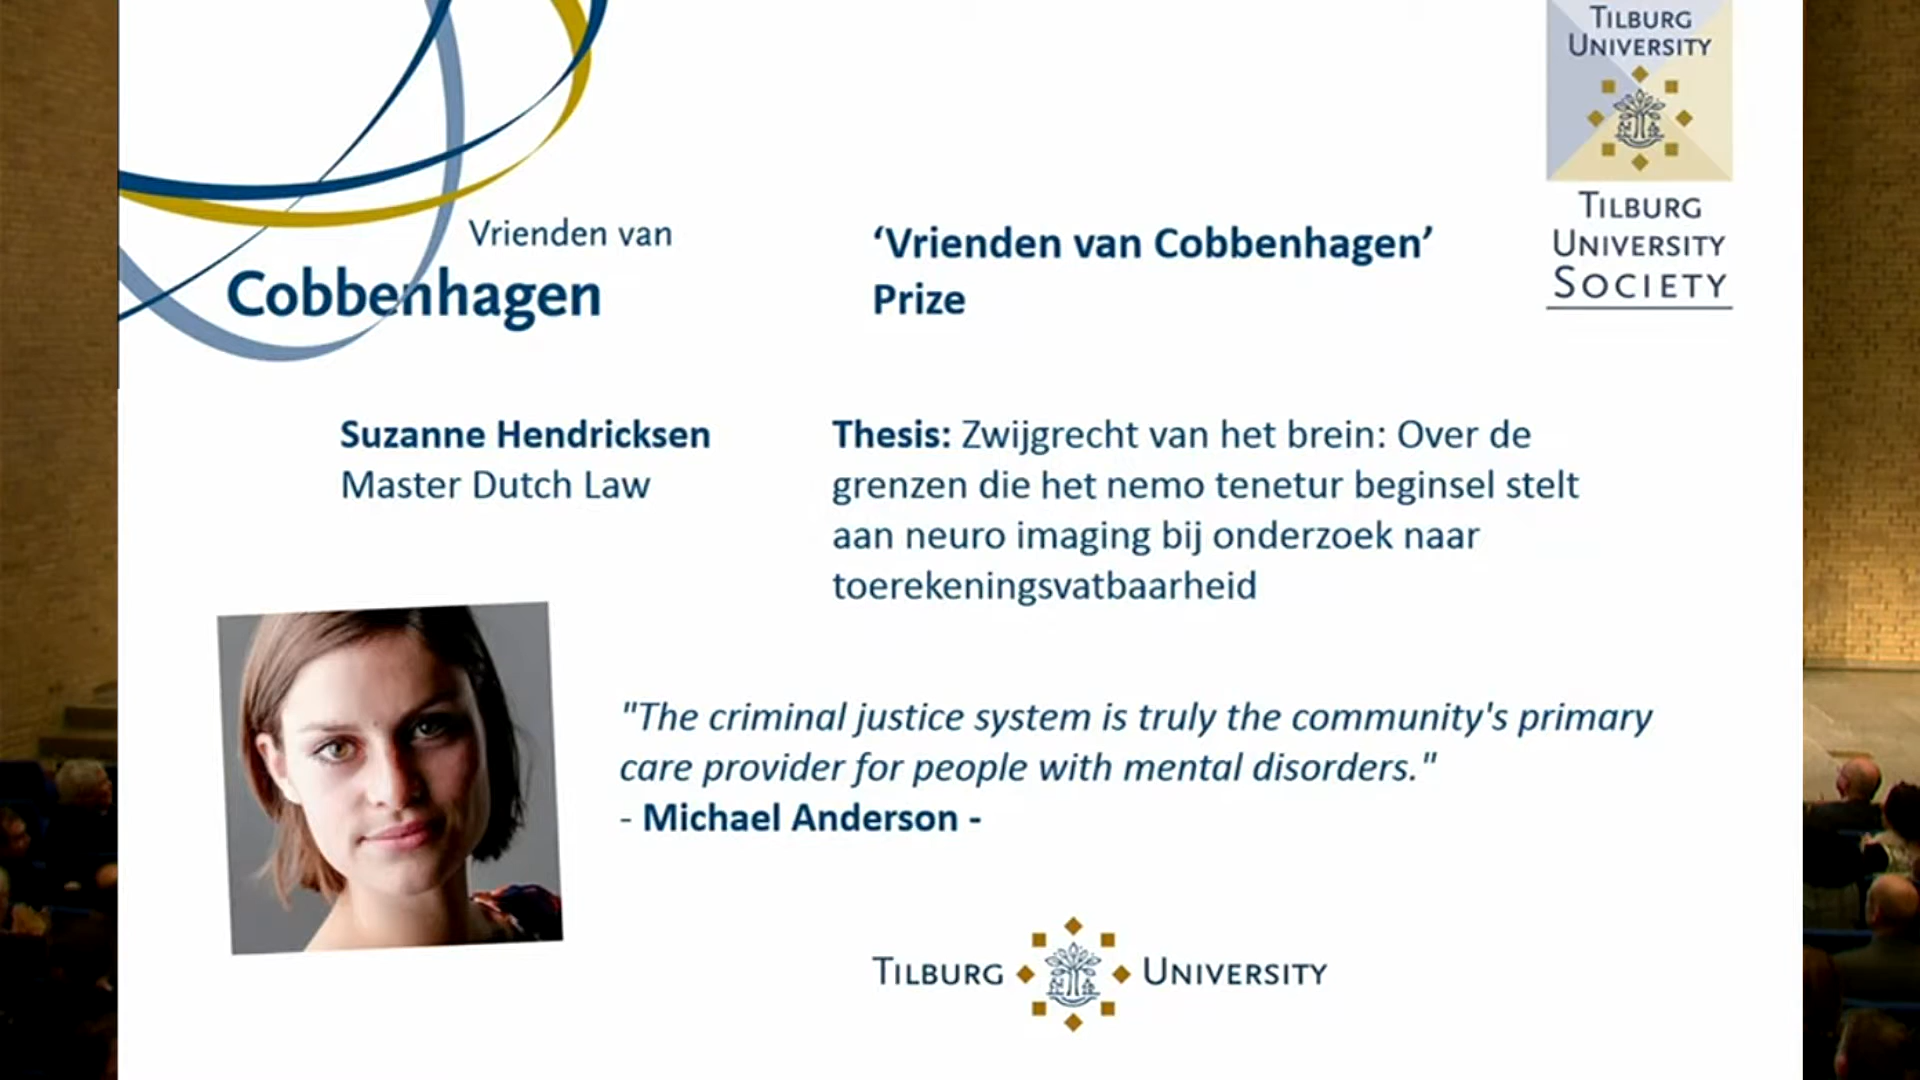 TILBURG
UNIVERSITY
TILBURG
UNIVERSITY
SOCIETY
Vrienden van
Cobbenhagen
‘Vrienden van Cobbenhagen’
Prize
Suzanne Hendricksen
Master Dutch Law
Thesis: Zwijgrecht van het brein: Over de
grenzen die het nemo tenetur beginsel stelt
aan neuro imaging bij onderzoek naar
toerekeningsvatbaarheid
"The criminal justice system is truly the community's primary
care provider for people with mental disorders."
- Michael Anderson -
TILBURG UNIVERSITY